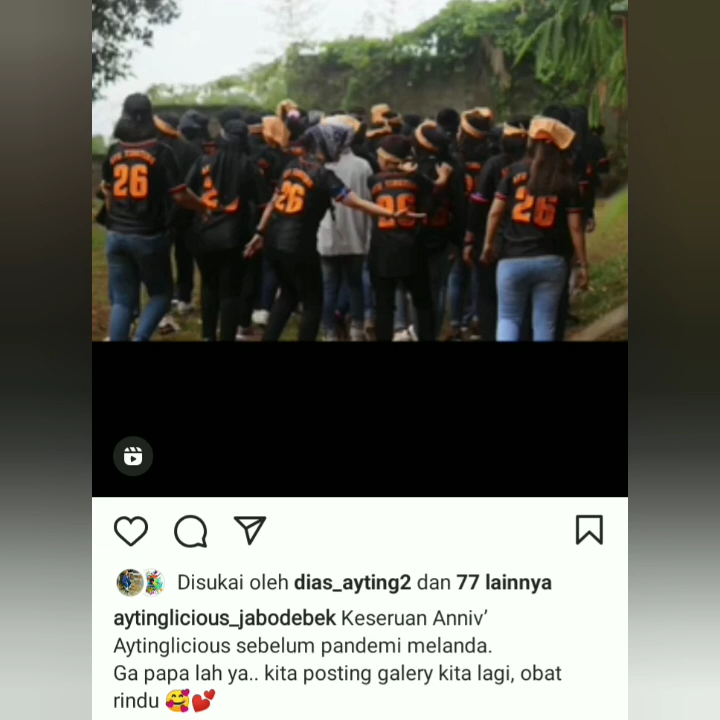 26
26
26
26
Disukai oleh dias_ayting2 dan 77 lainnya
aytinglicious_jabodebek Keseruan Anniv’
Aytinglicious sebelum pandemi melanda.
Ga papa lah ya.. kita posting galery kita lagi, obat
rindu 🥰💕